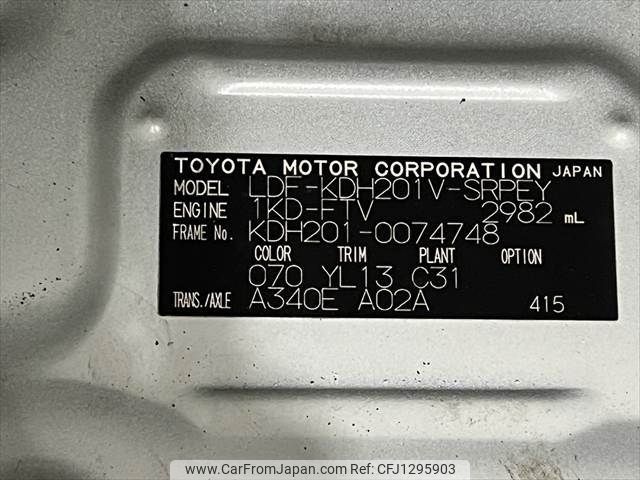 TOYOTA MOTOR CORPORATION JAPAN
MODEL LDF-KDH201V-SRPEY
ENGINE 1KD-FTV 2982 mL
FRAME No. KDH201-0074748
COLOR TRIM PLANT OPTION
070 YL13 C31
TRANS./AXLE A340E A02A 415
www.CarFromJapan.com - CFJ1295903